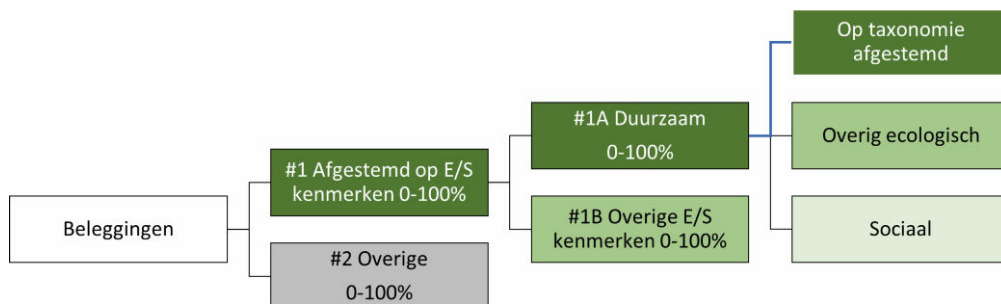 Beleggingen
#1 Afgestemd op E/S
kenmerken 0-100%
#2 Overige
0-100%
#1A Duurzaam
0-100%
#1B Overige E/S
kenmerken 0-100%
Op taxonomie
afgestemd
Overig ecologisch
Sociaal